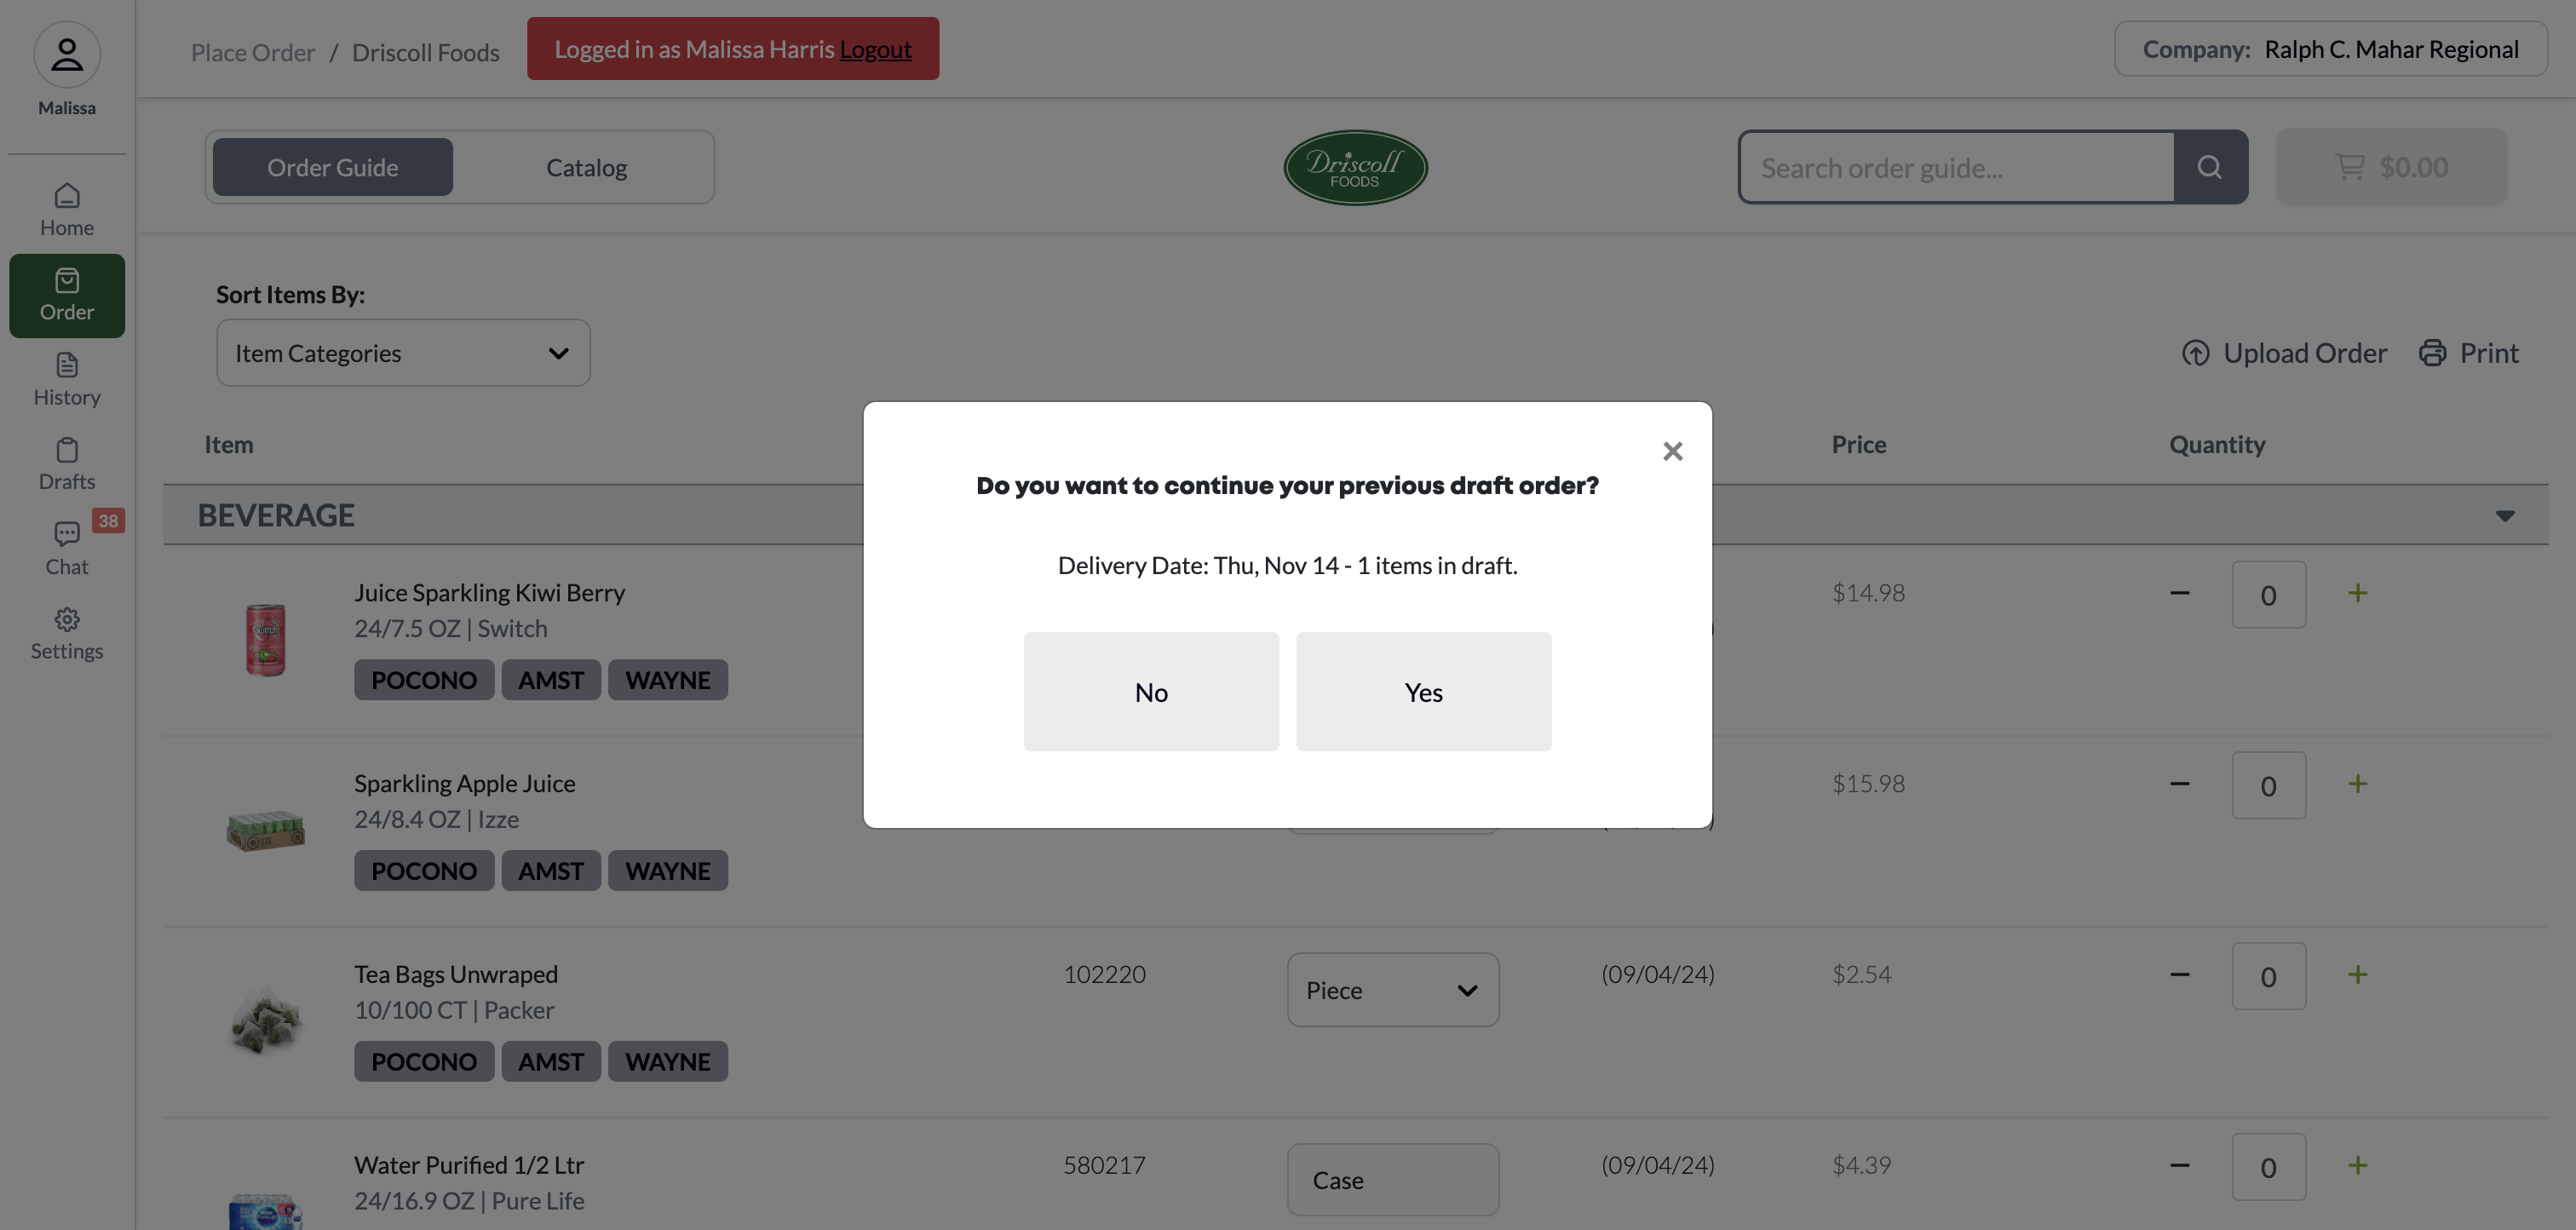 Malissa
Home
Order
History
Drafts
38
Chat
Settings
Place Order / Driscoll Foods
Logged in as Malissa Harris Logout
Company: Ralph C. Mahar Regional
Order Guide
Catalog
Driscoll
FOODS
Search order guide...
$0.00
Sort Items By:
Item Categories
Upload Order
Print
Item
Price
Quantity
BEVERAGE
Juice Sparkling Kiwi Berry
24/7.5 OZ | Switch
POCONO AMST WAYNE
$14.98
0
Sparkling Apple Juice
24/8.4 OZ | Izze
POCONO AMST WAYNE
$15.98
0
Tea Bags Unwraped
10/100 CT | Packer
POCONO AMST WAYNE
102220
Piece
(09/04/24)
$2.54
0
Water Purified 1/2 Ltr
24/16.9 OZ | Pure Life
580217
Case
(09/04/24)
$4.39
0
Do you want to continue your previous draft order?
Delivery Date: Thu, Nov 14 - 1 items in draft.
No
Yes